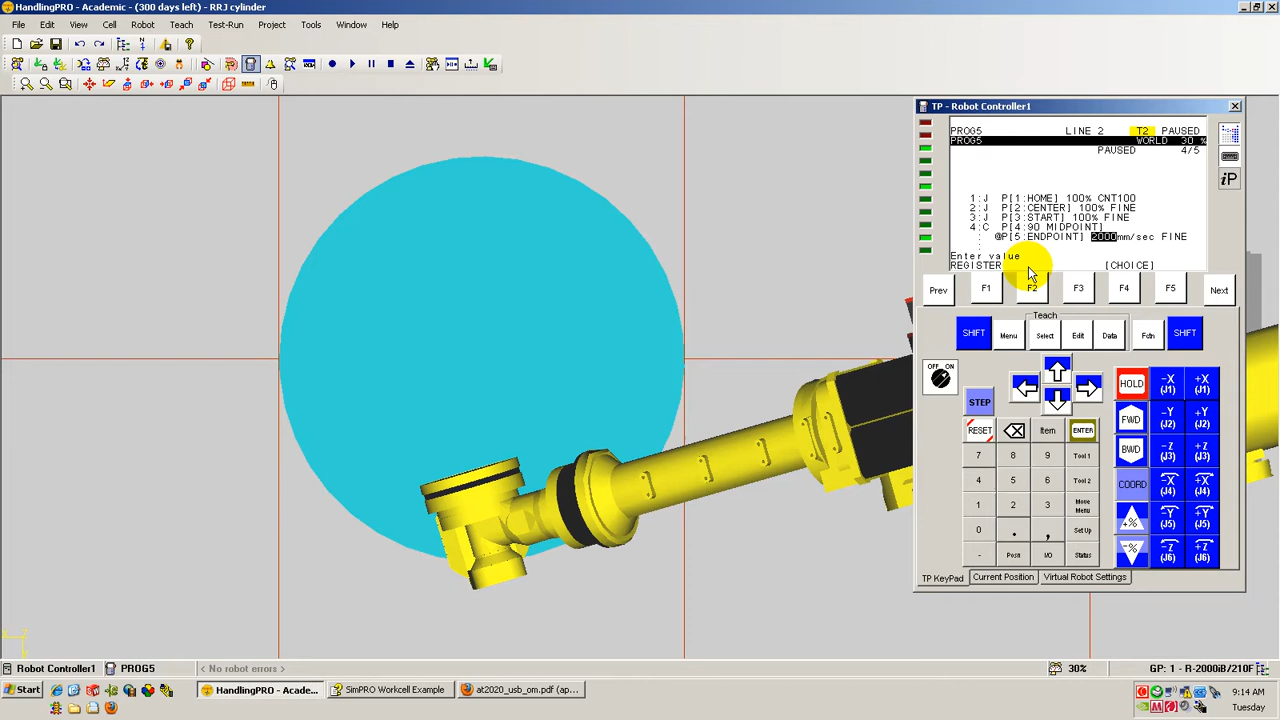 HandlingPRO - Academic - (300 days left) - RRJ cylinder
File Edit View Cell Robot Teach Test-Run Project Tools Window Help
TP - Robot Controller1
PROG5 LINE 2 T2 PAUSED
PROG5 WORLD 30 %
PAUSED 4/5
1:J P[1:HOME] 100% CNT100
2:J P[2:CENTER] 100% FINE
3:J P[3:START] 100% FINE
4:C P[4:90 MIDPOINT]
: @P[5:ENDPOINT] 2000mm/sec FINE
Enter value
REGISTER [CHOICE]
iP
Prev F1 F2 F3 F4 F5 Next
Teach
SHIFT Menu Select Edit Data Fctn SHIFT
OFF ON
STEP
HOLD -X (J1) +X (J1)
FWD -Y (J2) +Y (J2)
RESET Item ENTER
BWD -Z (J3) +Z (J3)
7 8 9 Tool 1
COORD -X (J4) +X (J4)
4 5 6 Tool 2
1 2 3 Move Menu
+% -Y (J5) +Y (J5)
0 . , Set Up
-% -Z (J6) +Z (J6)
- Posn I/O Status
TP KeyPad Current Position Virtual Robot Settings
Robot Controller1 PROG5 < No robot errors > 30% GP: 1 - R-2000iB/210F
Start HandlingPRO - Acade... SimPRO Workcell Example at2020_usb_om.pdf (ap...
9:14 AM
Tuesday